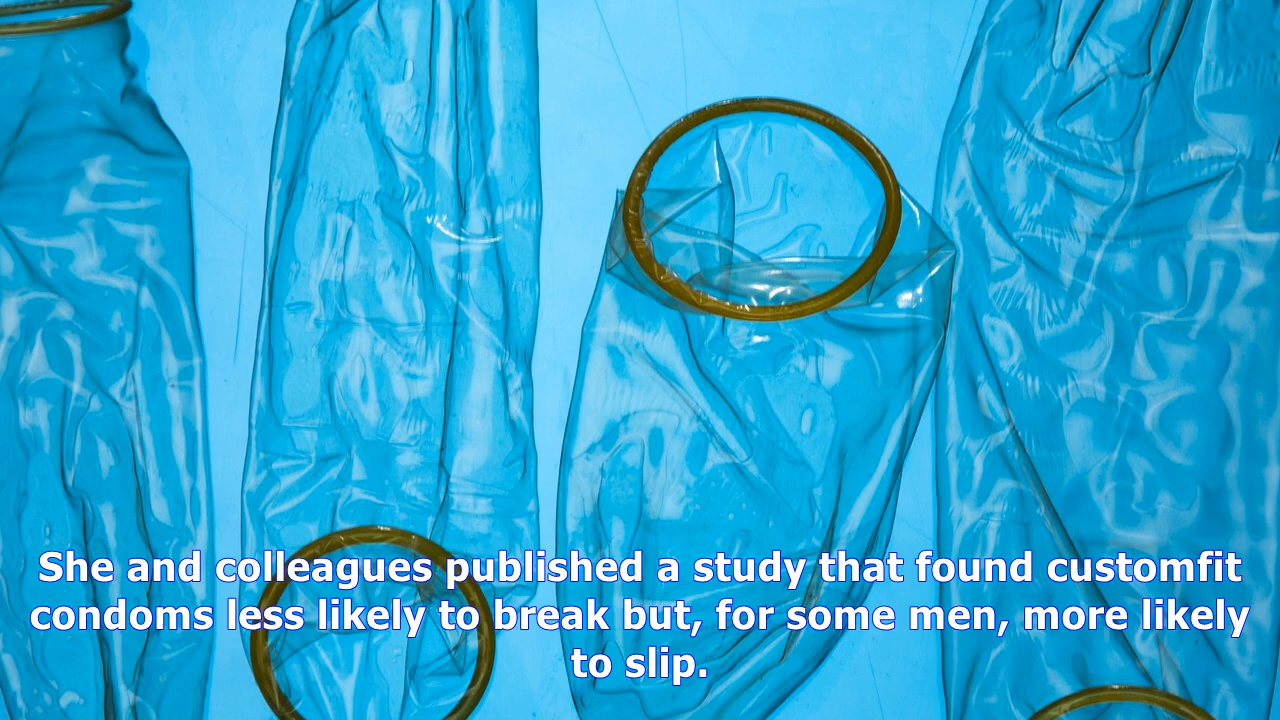 She and colleagues published a study that found customfit
condoms less likely to break but, for some men, more likely
to slip.